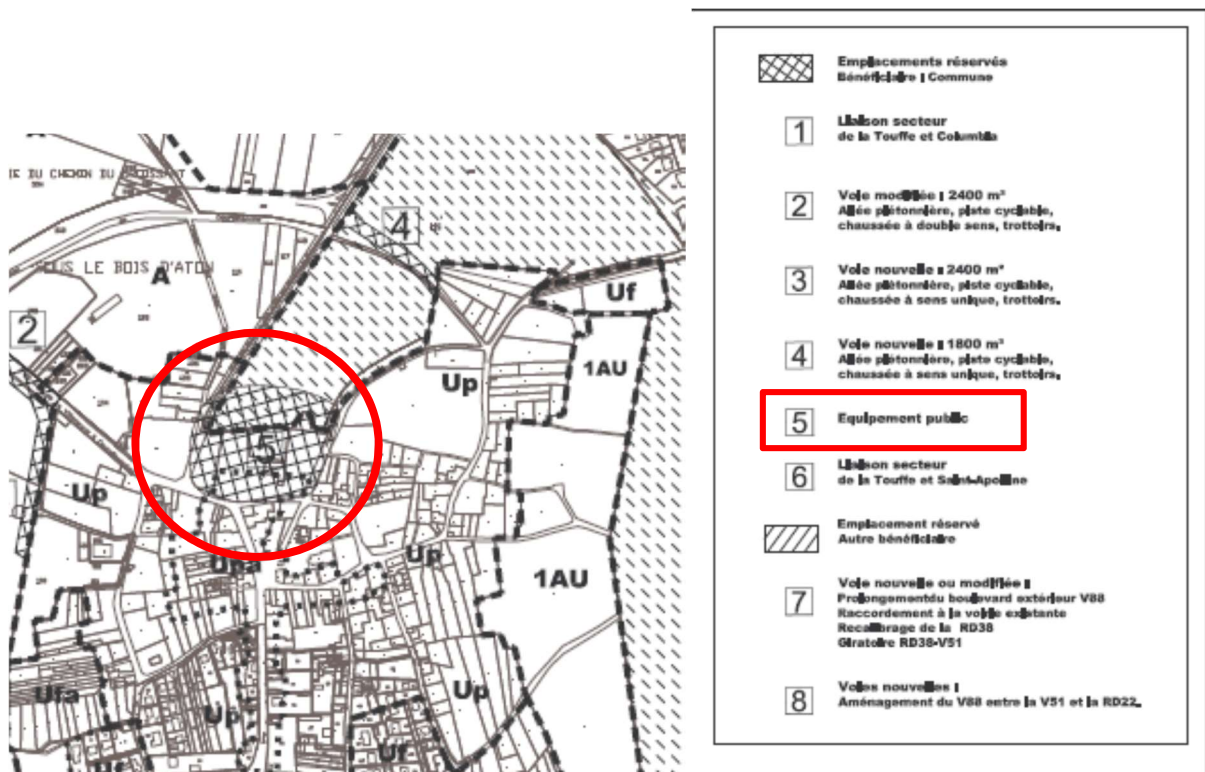 4
SOUS LE BOIS D'ATON
A
2
Uf
1AU
Up
5
Up
Up
1AU
Ufa
Up
Up
Uf
Emplacements réservés
Bénéficiaire : Commune
1
Liaison secteur
de la Touffe et Columbia
2
Voie modifiée : 2400 m²
Allée piétonnière, piste cyclable,
chaussée à double sens, trottoirs.
3
Voie nouvelle : 2400 m²
Allée piétonnière, piste cyclable,
chaussée à sens unique, trottoirs.
4
Voie nouvelle : 1800 m²
Allée piétonnière, piste cyclable,
chaussée à sens unique, trottoirs.
5
Equipement public
6
Liaison secteur
de la Touffe et Saint-Apolline
Emplacement réservé
Autre bénéficiaire
7
Voie nouvelle ou modifiée :
Prolongementdu boulevard extérieur V88
Raccordement à la voirie existante
Recalibrage de la RD38
Giratoire RD38-V51
8
Voies nouvelles :
Aménagement du V88 entre la V51 et la RD22.